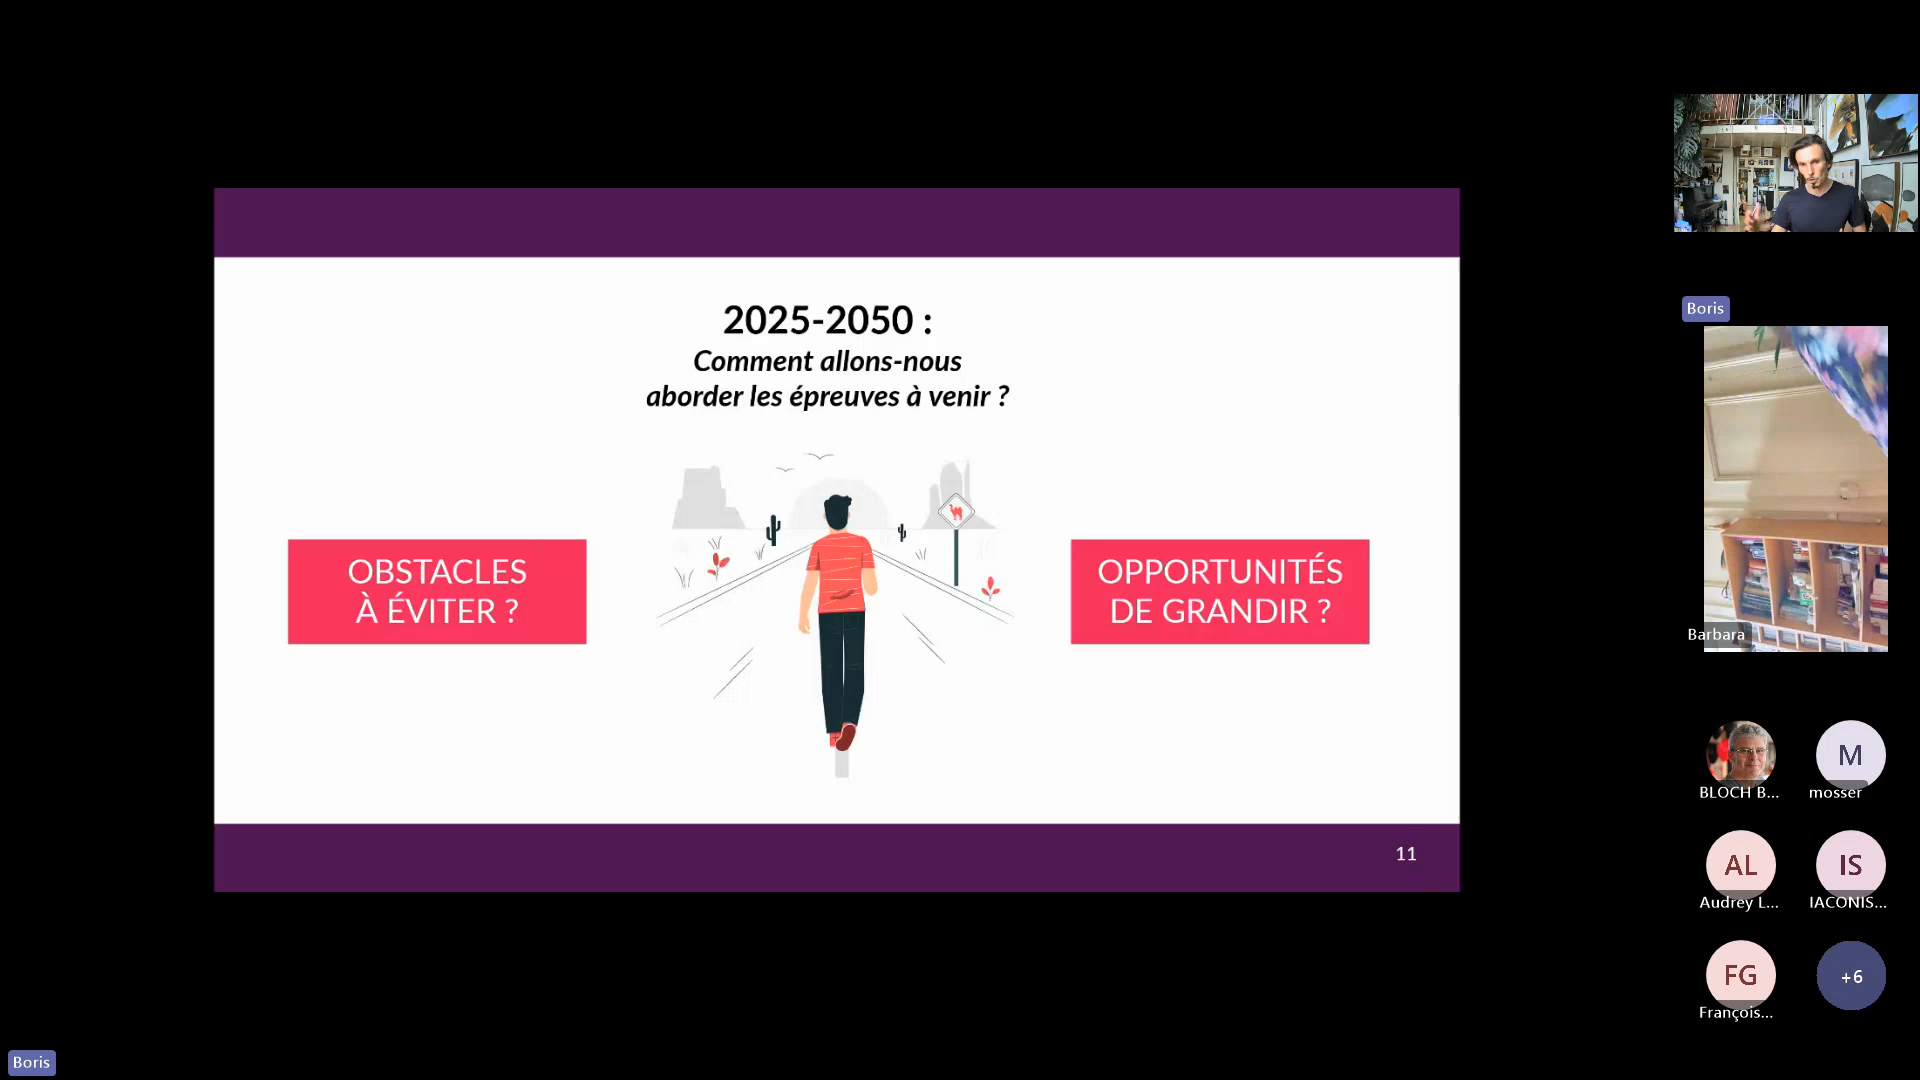 2025-2050 :
Comment allons-nous
aborder les épreuves à venir ?
OBSTACLES
À ÉVITER ?
OPPORTUNITÉS
DE GRANDIR ?
11
Boris
Barbara
BLOCH B...
M
mosser
AL
Audrey L...
IS
IACONIS...
FG
François...
+6
Boris